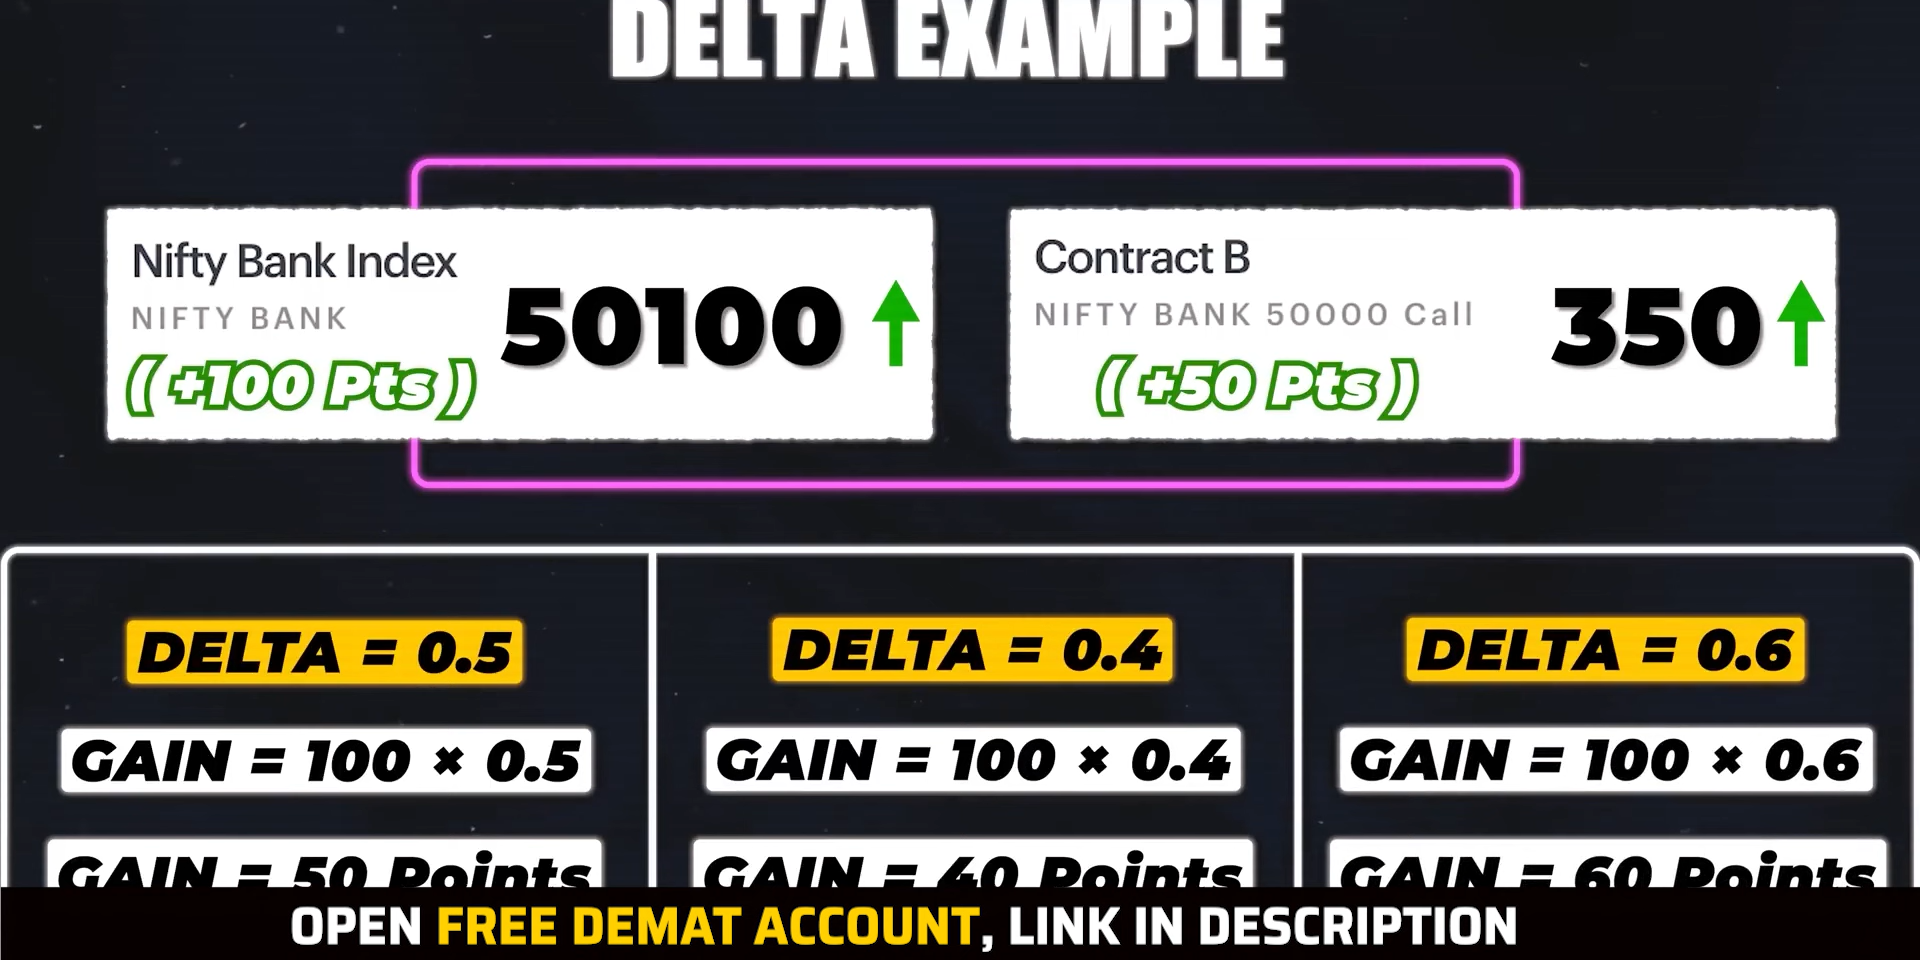 DELTA EXAMPLE
Nifty Bank Index
NIFTY BANK
(+100 Pts)
50100
Contract B
NIFTY BANK 50000 Call
(+50 Pts)
350
DELTA = 0.5
GAIN = 100 × 0.5
GAIN = 50 Points
DELTA = 0.4
GAIN = 100 × 0.4
GAIN = 40 Points
DELTA = 0.6
GAIN = 100 × 0.6
GAIN = 60 Points
OPEN FREE DEMAT ACCOUNT, LINK IN DESCRIPTION